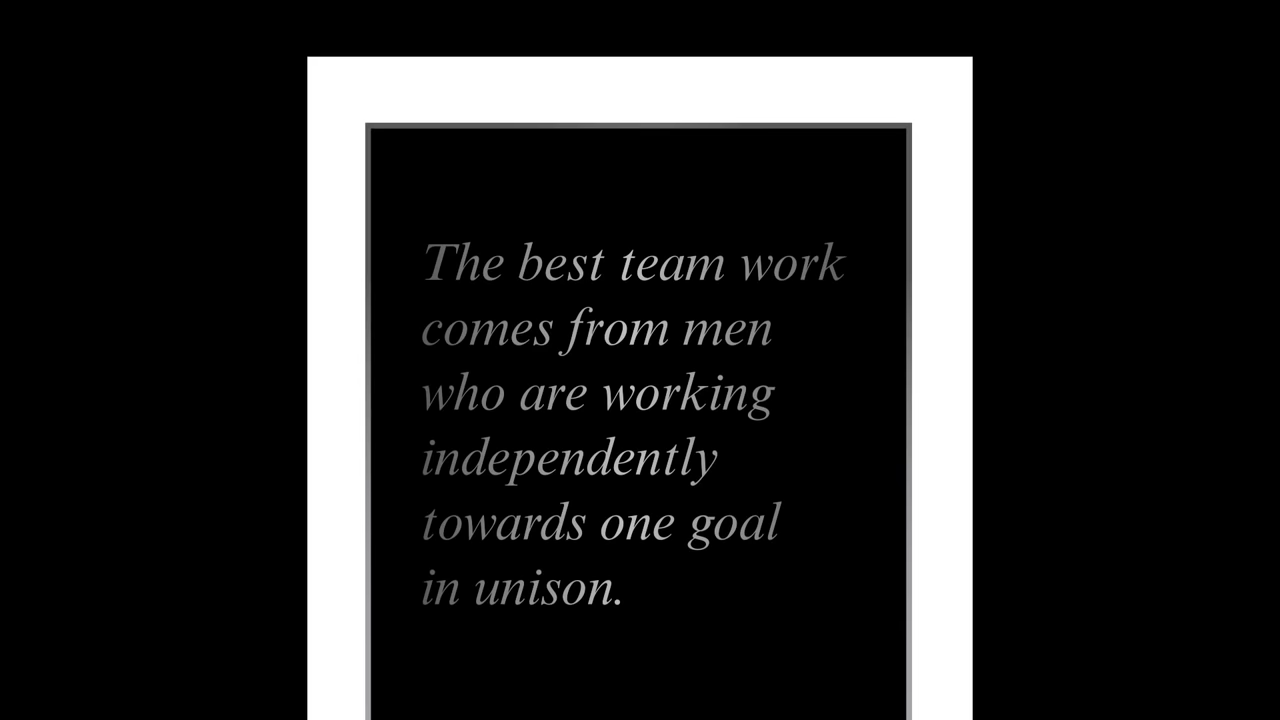 The best team work
comes from men
who are working
independently
towards one goal
in unison.